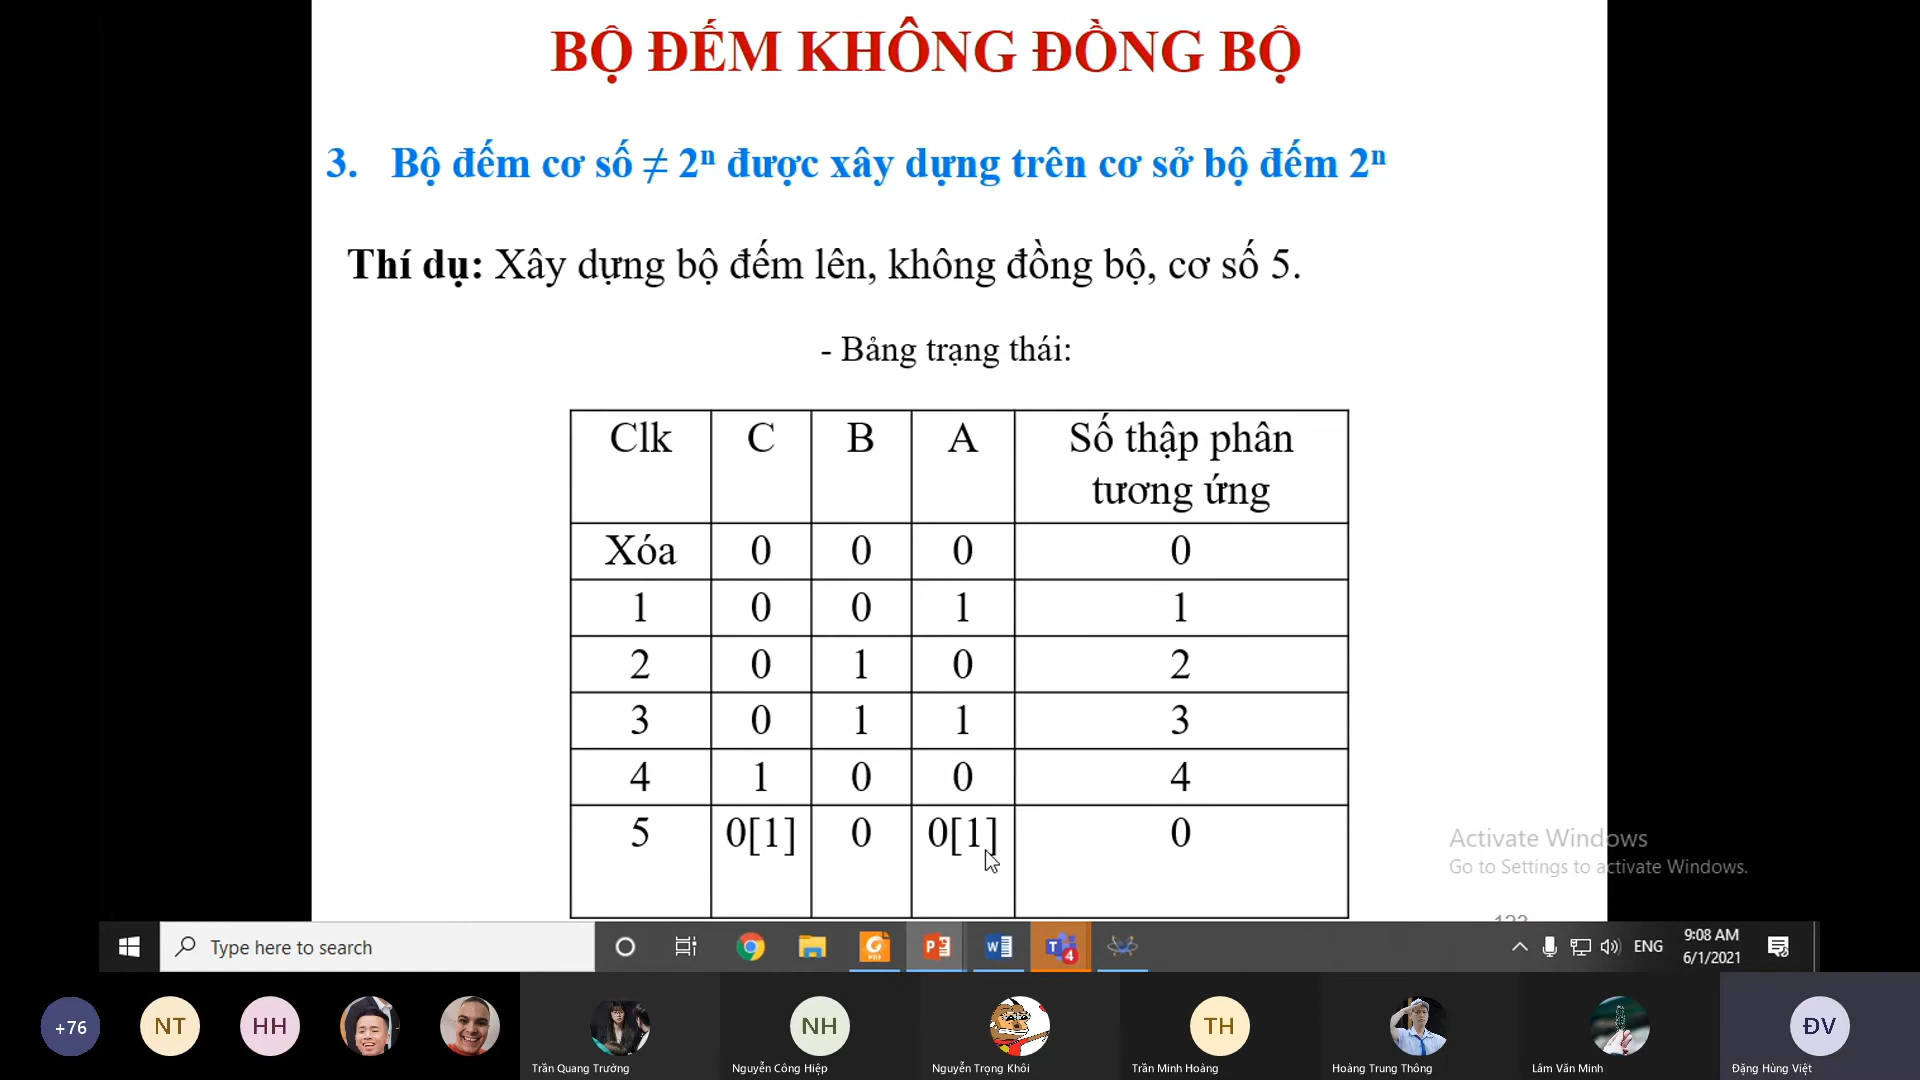 BỘ ĐẾM KHÔNG ĐỒNG BỘ
3. Bộ đếm cơ số ≠ 2ⁿ được xây dựng trên cơ sở bộ đếm 2ⁿ
Thí dụ: Xây dựng bộ đếm lên, không đồng bộ, cơ số 5.
- Bảng trạng thái:
Clk C B A Số thập phân
tương ứng
Xóa 0 0 0 0
1 0 0 1 1
2 0 1 0 2
3 0 1 1 3
4 1 0 0 4
5 0[1] 0 0[1] 0
Activate Windows
Go to Settings to activate Windows.
Type here to search
4
ENG
9:08 AM
6/1/2021
+76 NT HH NH TH ĐV
Trần Quang Trường Nguyễn Công Hiệp Nguyễn Trọng Khôi Trần Minh Hoàng Hoàng Trung Thông Lâm Văn Minh Đặng Hùng Việt